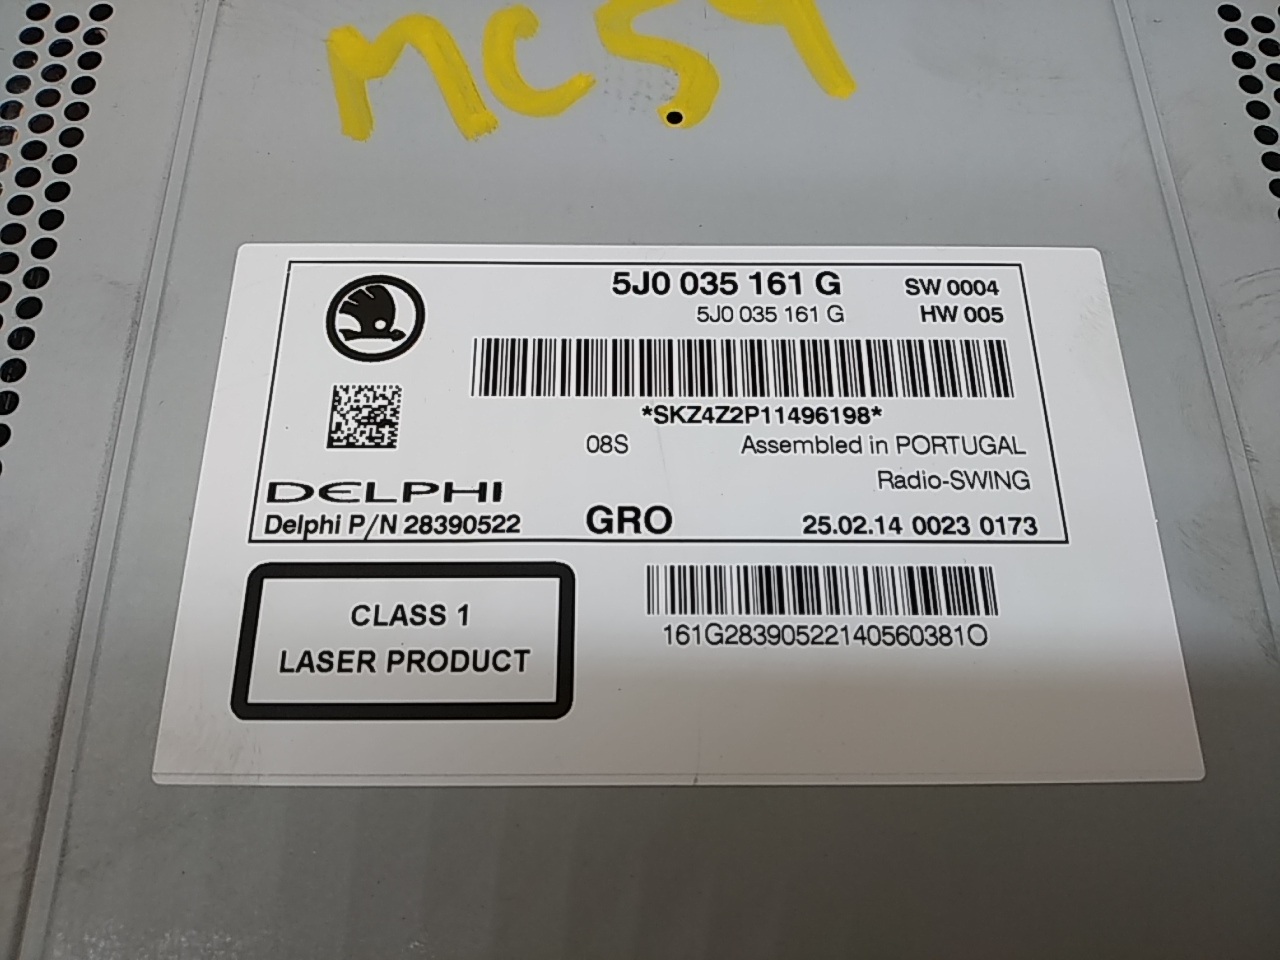 MC59
5J0 035 161 G SW 0004
5J0 035 161 G HW 005
*SKZ4Z2P11496198*
08S Assembled in PORTUGAL
Radio-SWING
DELPHI
Delphi P/N 28390522 GRO 25.02.14 0023 0173
CLASS 1
LASER PRODUCT
161G28390522140560381O